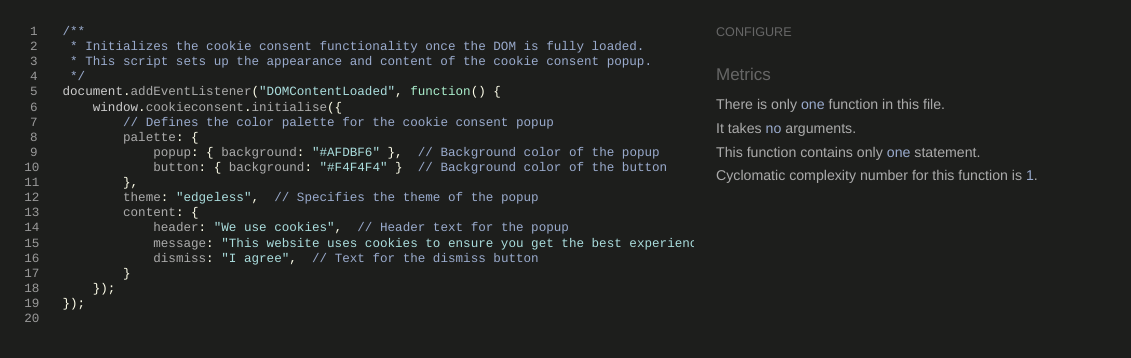 1 /**
2  * Initializes the cookie consent functionality once the DOM is fully loaded.
3  * This script sets up the appearance and content of the cookie consent popup.
4  */
5 document.addEventListener("DOMContentLoaded", function() {
6     window.cookieconsent.initialise({
7         // Defines the color palette for the cookie consent popup
8         palette: {
9             popup: { background: "#AFDBF6" },  // Background color of the popup
10             button: { background: "#F4F4F4" }  // Background color of the button
11         },
12         theme: "edgeless",  // Specifies the theme of the popup
13         content: {
14             header: "We use cookies",  // Header text for the popup
15             message: "This website uses cookies to ensure you get the best experienc
16             dismiss: "I agree",  // Text for the dismiss button
17         }
18     });
19 });
20
CONFIGURE
Metrics
There is only one function in this file.
It takes no arguments.
This function contains only one statement.
Cyclomatic complexity number for this function is 1.